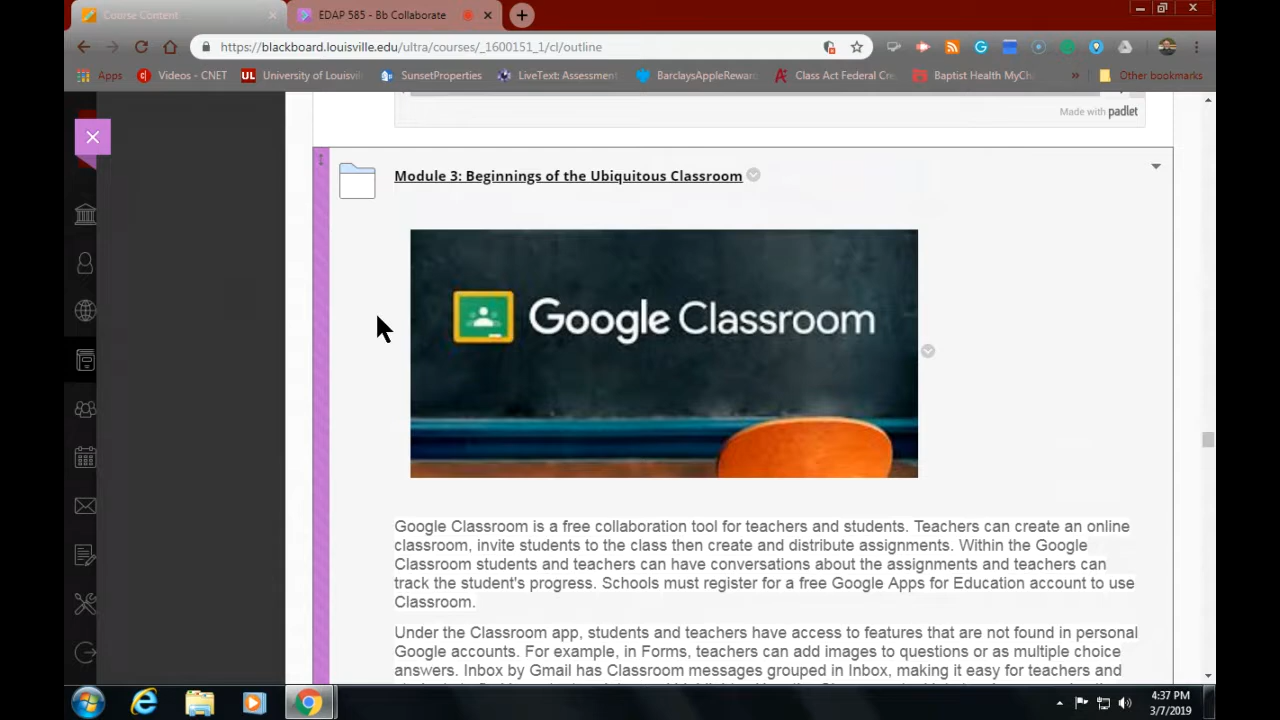 Course Content
EDAP 585 - Bb Collaborate
https://blackboard.louisville.edu/ultra/courses/_1600151_1/cl/outline
Apps Videos - CNET University of Louisvi SunsetProperties LiveText: Assessment BarclaysAppleRewar Class Act Federal Cre Baptist Health MyCh » Other bookmarks
Made with padlet
Module 3: Beginnings of the Ubiquitous Classroom
Google Classroom
Google Classroom is a free collaboration tool for teachers and students. Teachers can create an online
classroom, invite students to the class then create and distribute assignments. Within the Google
Classroom students and teachers can have conversations about the assignments and teachers can
track the student's progress. Schools must register for a free Google Apps for Education account to use
Classroom.
Under the Classroom app, students and teachers have access to features that are not found in personal
Google accounts. For example, in Forms, teachers can add images to questions or as multiple choice
answers. Inbox by Gmail has Classroom messages grouped in Inbox, making it easy for teachers and
4:37 PM
3/7/2019